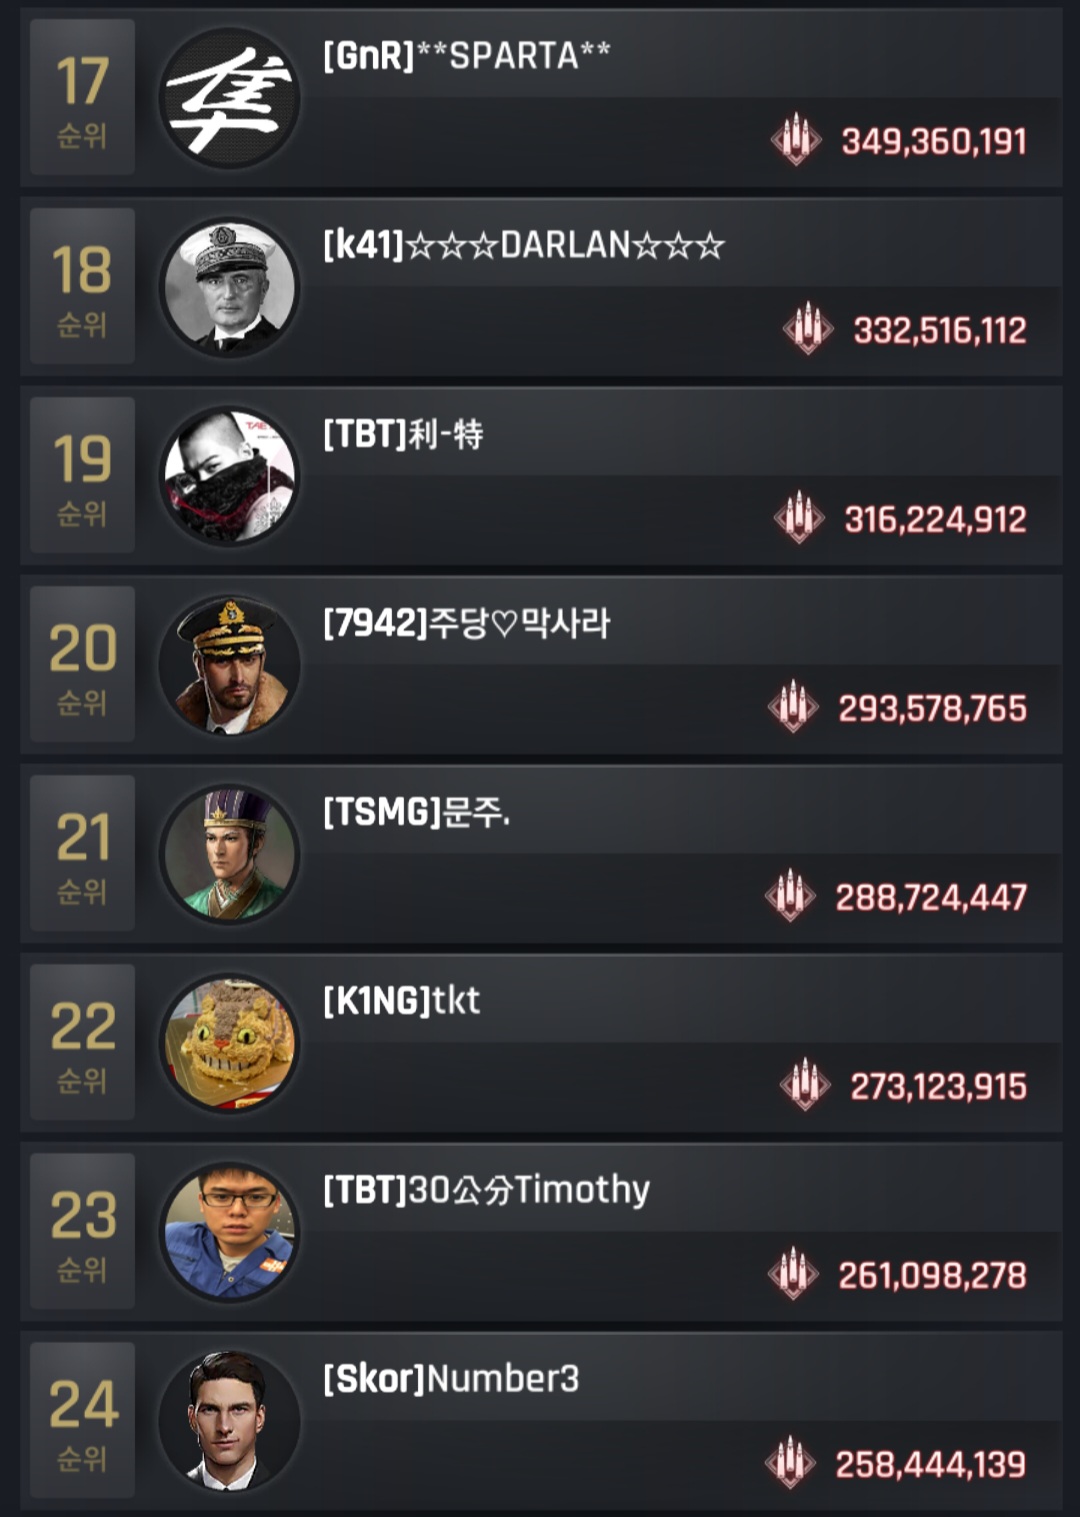 17
순위
[GnR]**SPARTA**
349,360,191
隼
18
순위
[k41]☆☆☆DARLAN☆☆☆
332,516,112
19
순위
[TBT]利-特
316,224,912
20
순위
[7942]주당♡막사라
293,578,765
21
순위
[TSMG]문주.
288,724,447
22
순위
[K1NG]tkt
273,123,915
23
순위
[TBT]30公分Timothy
261,098,278
24
순위
[Skor]Number3
258,444,139